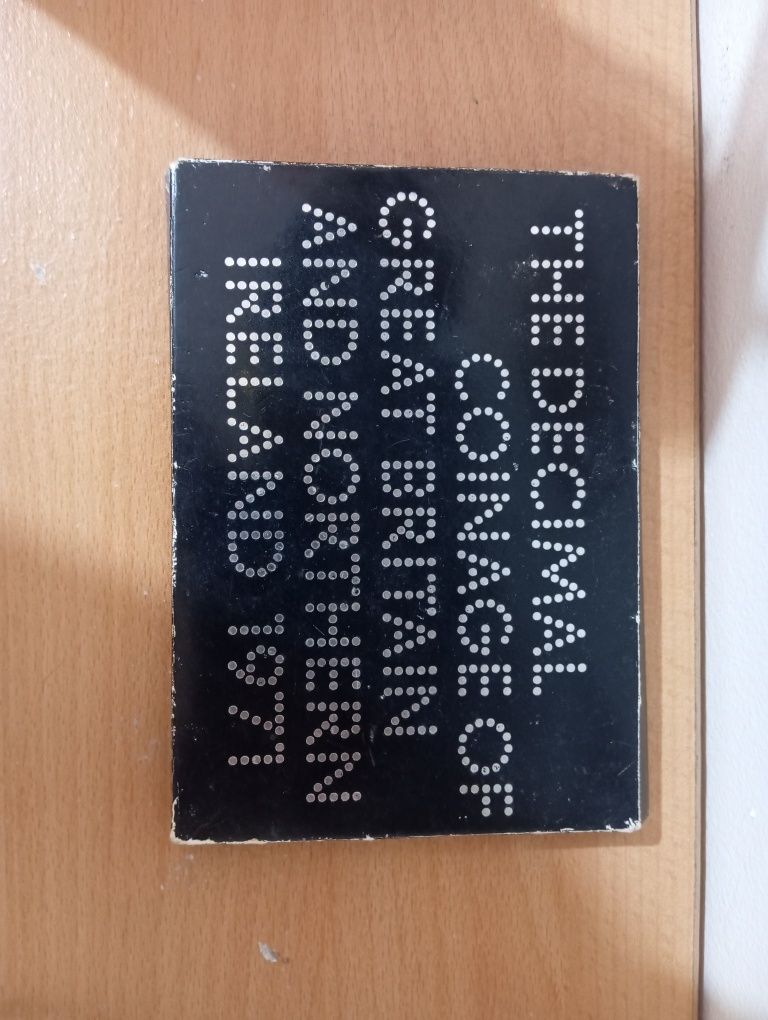 THE DECIMAL
COINAGE OF
GREAT BRITAIN
AND NORTHERN
IRELAND 1971